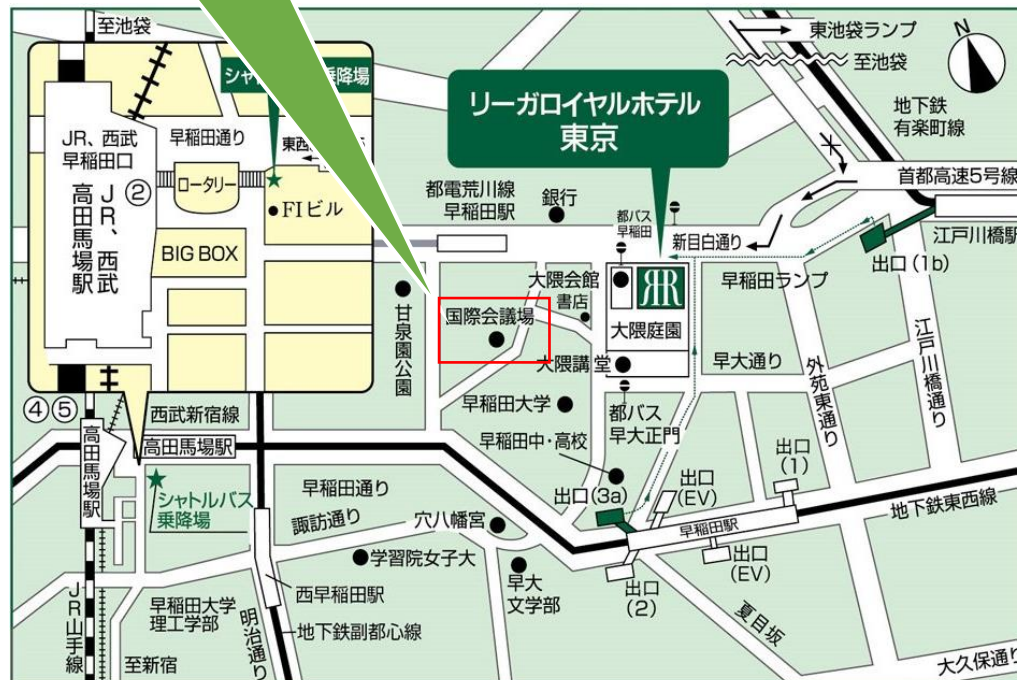 至池袋
シャト
乗降場
JR、西武
早稲田口
②
JR、西武
高田馬場駅
早稲田通り
ロータリー
東西
FIビル
BIG BOX
リーガロイヤルホテル
東京
東池袋ランプ
至池袋
N
地下鉄
有楽町線
首都高速5号線
江戸川橋駅
出口(1b)
都電荒川線
早稲田駅
銀行
都バス
早稲田
新目白通り
早稲田ランプ
大隈会館
RR
書店
大隈庭園
甘泉園公園
国際会議場
大隈講堂
早大通り
外苑東通り
江戸川橋通り
早稲田大学
都バス
早大正門
早稲田中・高校
④⑤
西武新宿線
高田馬場駅
高田馬場駅
シャトルバス
乗降場
早稲田通り
諏訪通り
穴八幡宮
出口(3a)
出口
(EV)
出口
(1)
早稲田駅
地下鉄東西線
出口
(EV)
出口
(2)
学習院女子大
早大
文学部
西早稲田駅
早稲田大学
理工学部
JR山手線
至新宿
明治通り
地下鉄副都心線
夏目坂
大久保通り